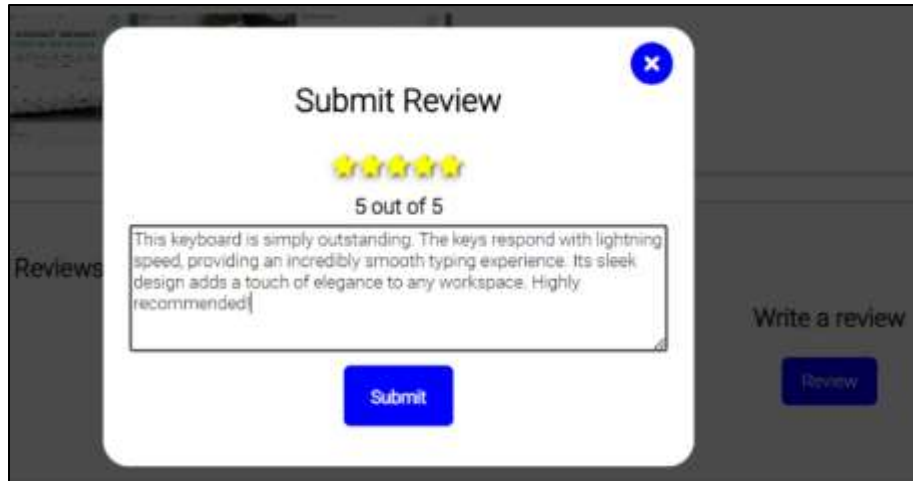 Submit Review
5 out of 5
This keyboard is simply outstanding. The keys respond with lightning
speed, providing an incredibly smooth typing experience. Its sleek
design adds a touch of elegance to any workspace. Highly
recommended!
Submit
Reviews
Write a review
Review